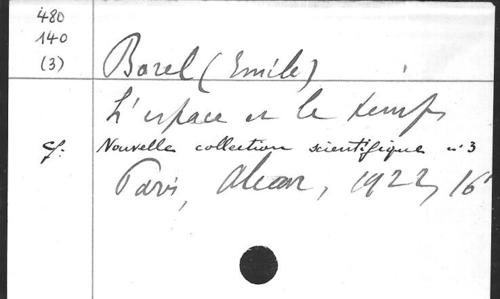 480
140
(3)
Borel (Emile)
L'espace et le temps
cf. Nouvelle collection scientifique n° 3
Paris, Alcan, 1922, 16°